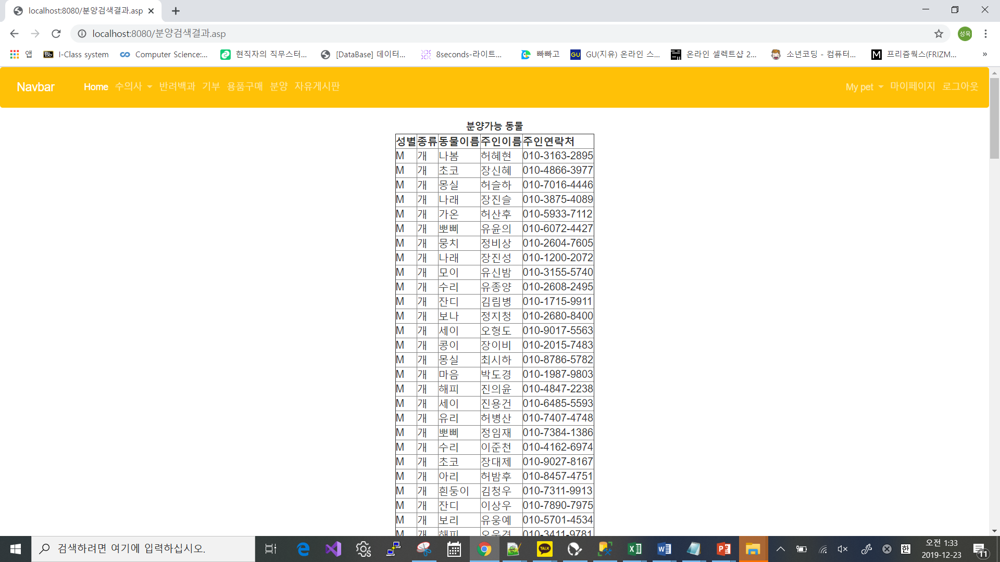 localhost:8080/분양검색결과.asp
localhost:8080/분양검색결과.asp
성욱
앱 I-Class system Computer Science:... 현직자의 직무스터... [DataBase] 데이터... 8seconds-라이트... 빠빠고 GU(지유) 온라인 스... 온라인 셀렉트샵 2... 소년코딩 - 컴퓨터... 프리즘웍스(FRIZM... »
Navbar Home 수의사 반려백과 기부 용품구매 분양 자유게시판 My pet 마이페이지 로그아웃
분양가능 동물
성별 종류 동물이름 주인이름 주인연락처
M 개 나봄 허혜현 010-3163-2895
M 개 초코 장신혜 010-4866-3977
M 개 몽실 허슬하 010-7016-4446
M 개 나래 장진슬 010-3875-4089
M 개 가온 허산후 010-5933-7112
M 개 뽀삐 유윤의 010-6072-4427
M 개 뭉치 정비상 010-2604-7605
M 개 나래 장진성 010-1200-2072
M 개 모이 유신밤 010-3155-5740
M 개 수리 유종양 010-2608-2495
M 개 잔디 김림병 010-1715-9911
M 개 보나 정지청 010-2680-8400
M 개 세이 오형도 010-9017-5563
M 개 콩이 장이비 010-2015-7483
M 개 몽실 최시하 010-8786-5782
M 개 마음 박도경 010-1987-9803
M 개 해피 진의윤 010-4847-2238
M 개 세이 진용건 010-6485-5593
M 개 유리 허병산 010-7407-4748
M 개 뽀삐 정임재 010-7384-1386
M 개 수리 이준천 010-4162-6974
M 개 초코 장대제 010-9027-8167
M 개 아리 허밤후 010-8457-4751
M 개 흰둥이 김청우 010-7311-9913
M 개 잔디 이상우 010-7890-7975
M 개 보리 유웅예 010-5701-4534
M 개 해피 010-3411-9781
검색하려면 여기에 입력하십시오.
TALK
한
오전 1:33
2019-12-23
11